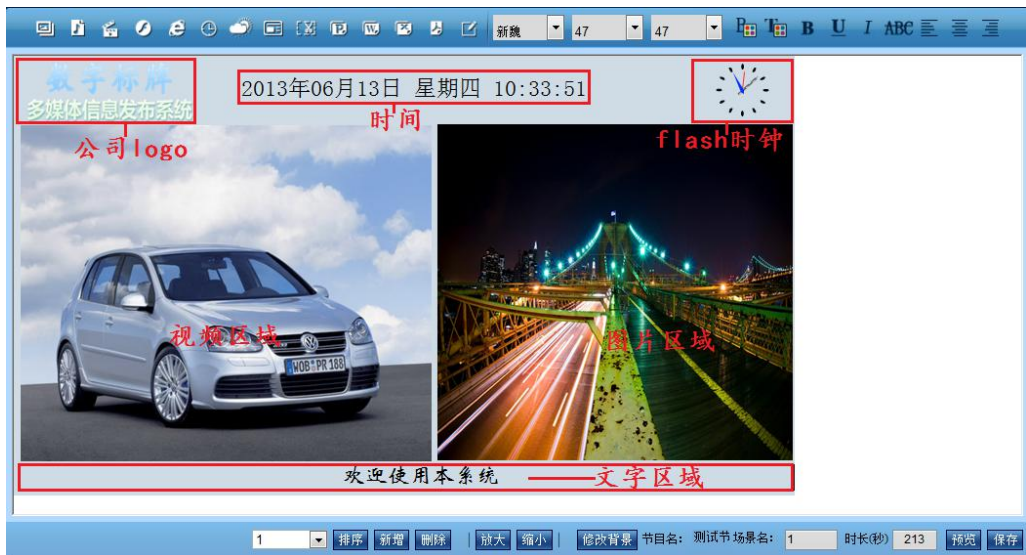 新魏 47 47 B U I ABC
数字标牌
多媒体信息发布系统
2013年06月13日 星期四 10:33:51
时间
公司logo
flash时钟
视频区域
图片区域
WOB PR 188
欢迎使用本系统
文字区域
1 排序 新增 删除 | 放大 缩小 | 修改背景 节目名: 测试节 场景名: 1 时长(秒) 213 预览 保存